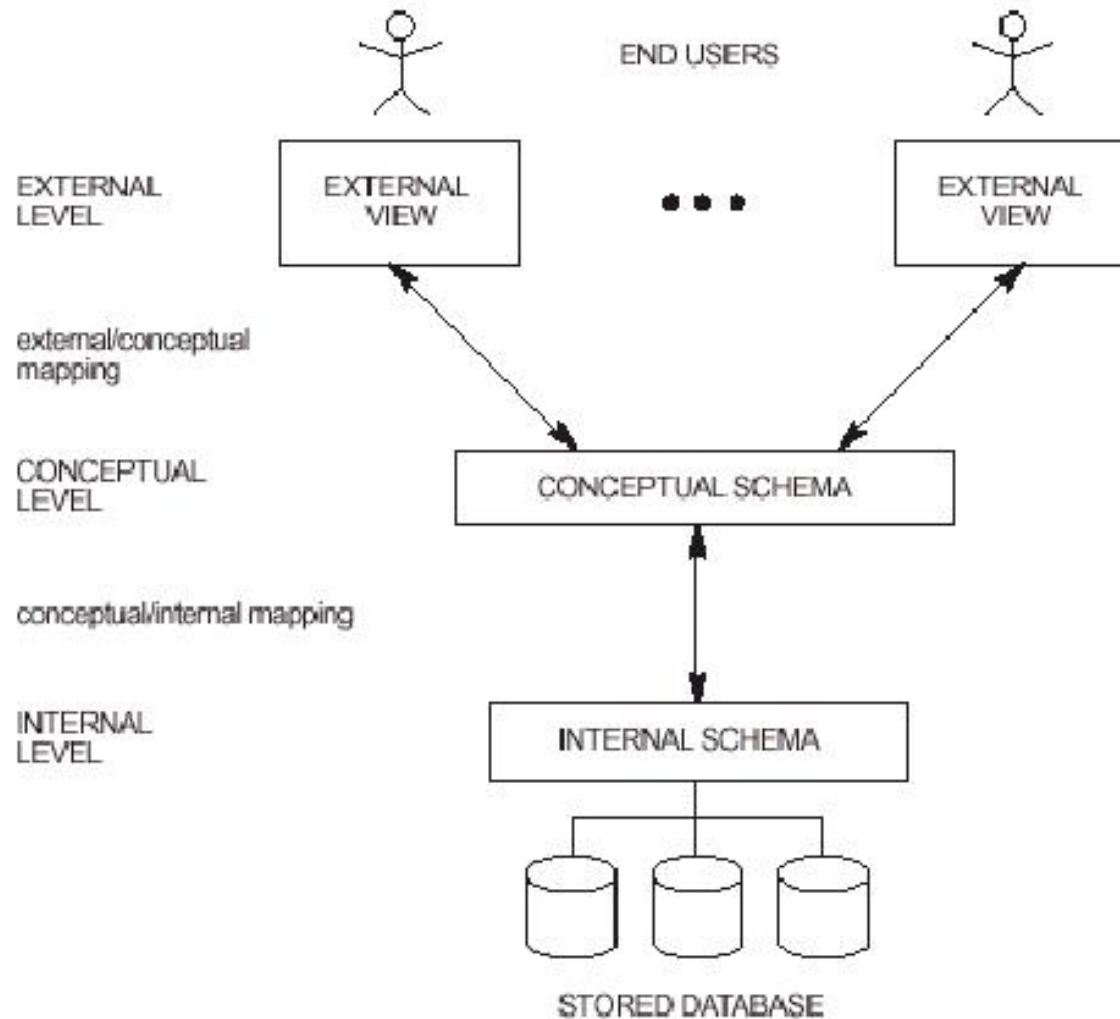 END USERS
EXTERNAL
LEVEL
EXTERNAL
VIEW
EXTERNAL
VIEW
external/conceptual
mapping
CONCEPTUAL
LEVEL
CONCEPTUAL SCHEMA
conceptual/internal mapping
INTERNAL
LEVEL
INTERNAL SCHEMA
STORED DATABASE